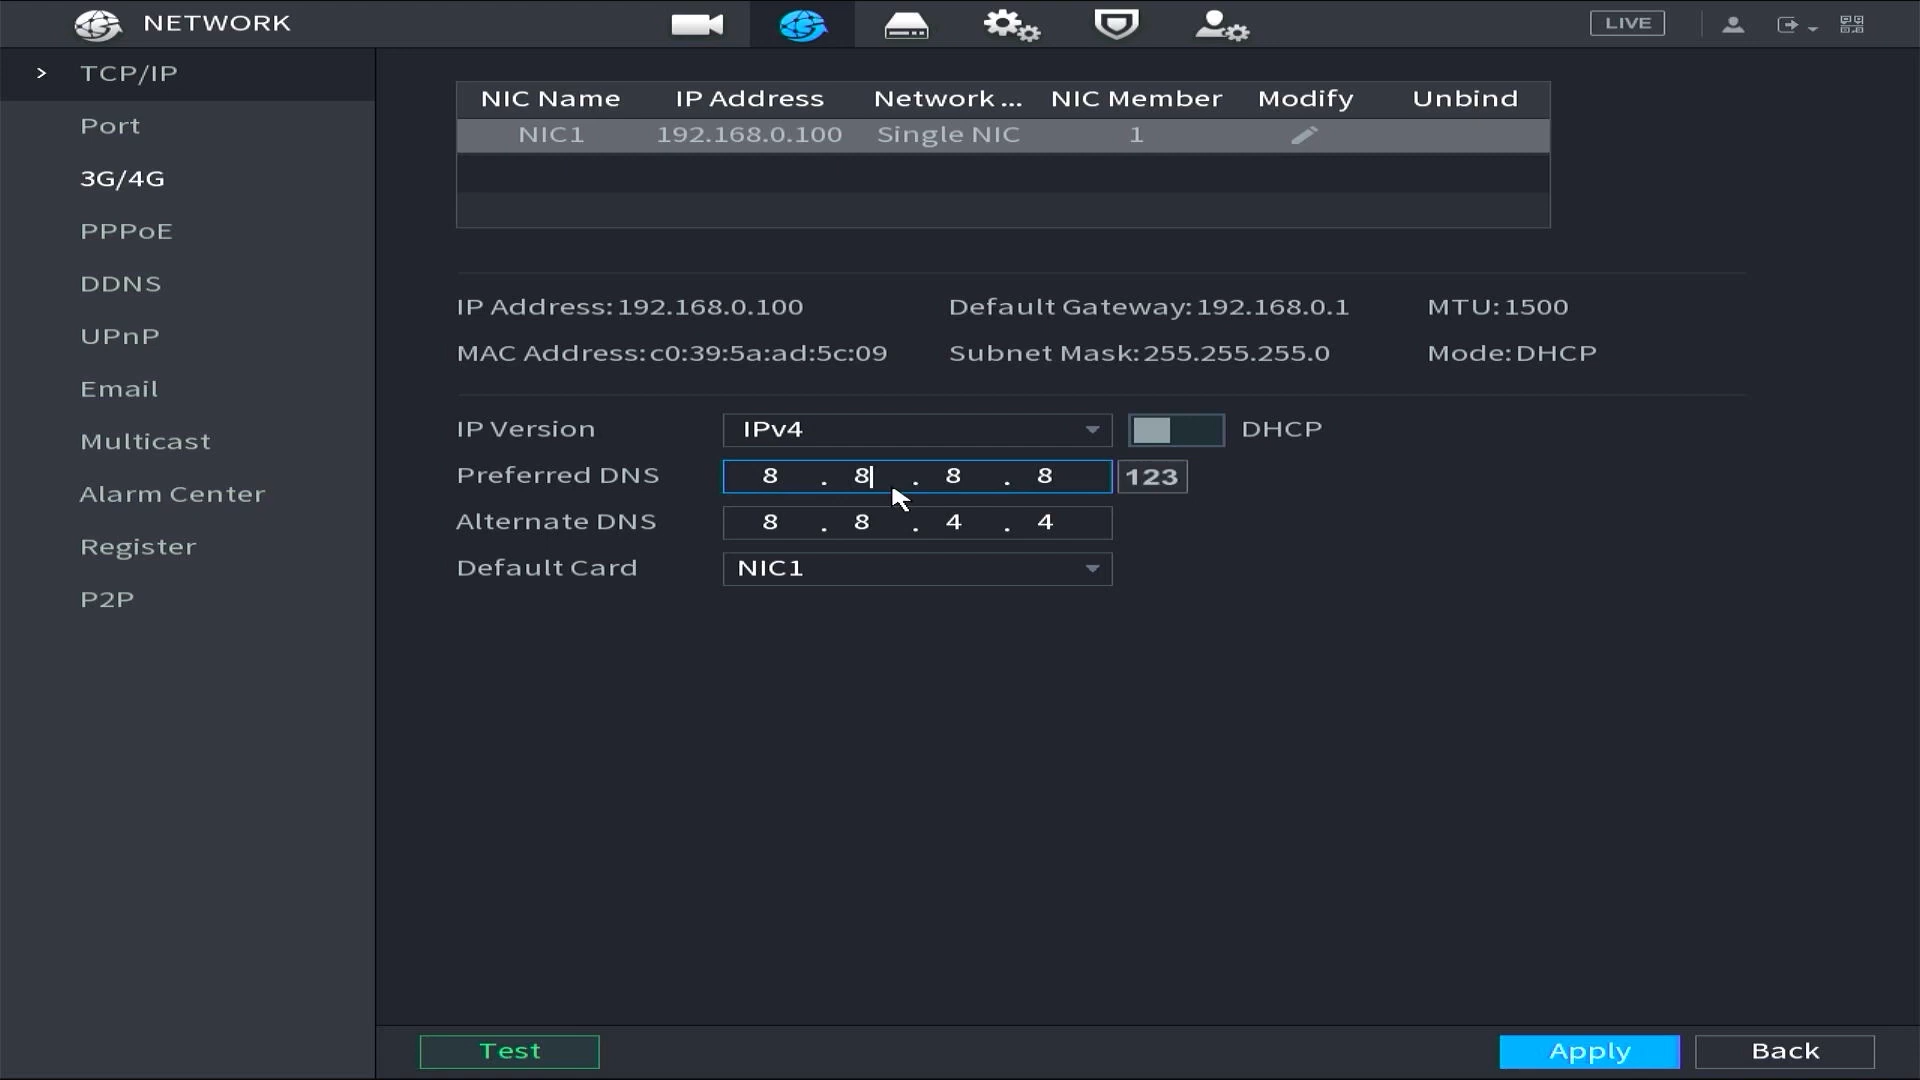 NETWORK
LIVE
TCP/IP
Port
3G/4G
PPPoE
DDNS
UPnP
Email
Multicast
Alarm Center
Register
P2P
NIC Name IP Address Network ... NIC Member Modify Unbind
NIC1 192.168.0.100 Single NIC 1
IP Address:192.168.0.100 Default Gateway:192.168.0.1 MTU:1500
MAC Address:c0:39:5a:ad:5c:09 Subnet Mask:255.255.255.0 Mode:DHCP
IP Version IPv4 DHCP
Preferred DNS 8 . 8 . 8 . 8 123
Alternate DNS 8 . 8 . 4 . 4
Default Card NIC1
Test Apply Back